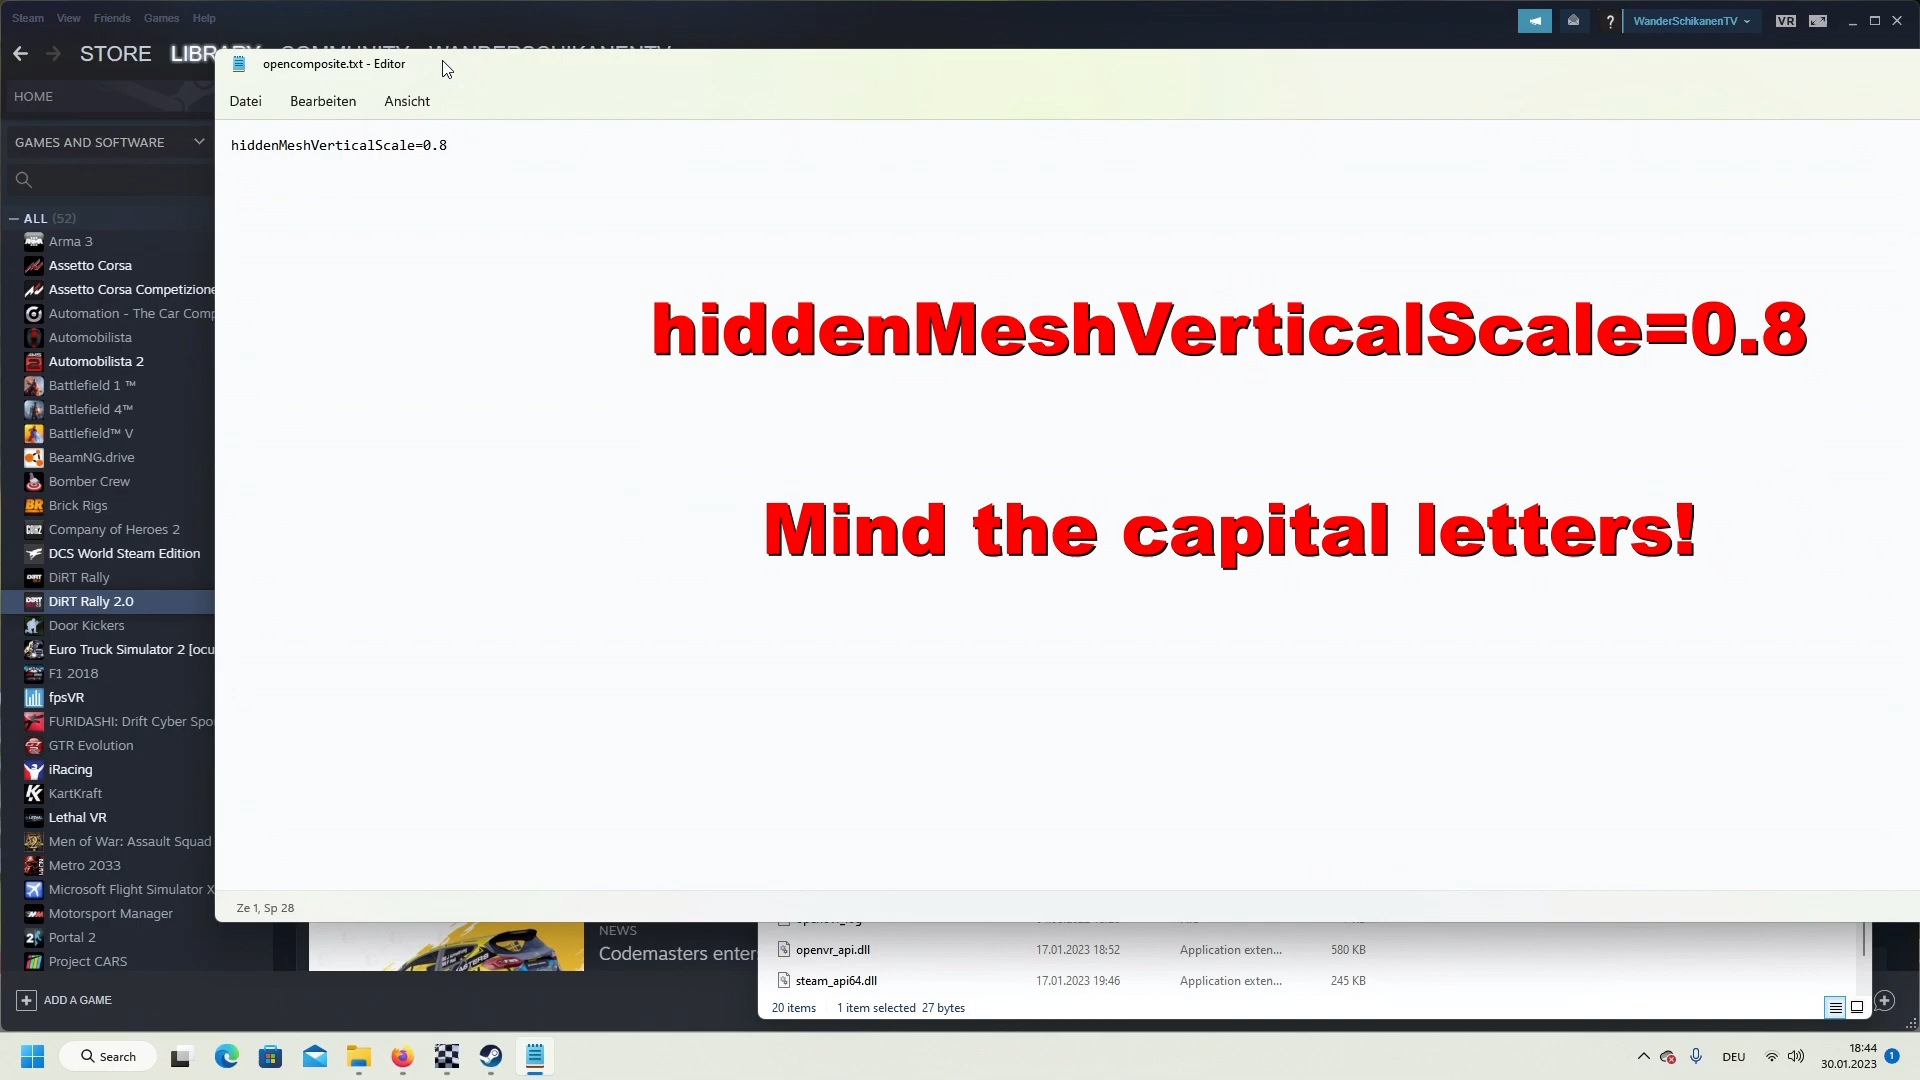 Steam View Friends Games Help
WanderSchikanenTV
VR
STORE LIBRARY COMMUNITY WANDERSCHIKANENTV
opencomposite.txt - Editor
HOME
Datei Bearbeiten Ansicht
GAMES AND SOFTWARE
hiddenMeshVerticalScale=0.8
ALL (52)
Arma 3
Assetto Corsa
Assetto Corsa Competizione
Automation - The Car Comp
Automobilista
Automobilista 2
Battlefield 1 ™
Battlefield 4™
Battlefield™ V
BeamNG.drive
Bomber Crew
Brick Rigs
Company of Heroes 2
DCS World Steam Edition
DiRT Rally
DiRT Rally 2.0
Door Kickers
Euro Truck Simulator 2 [ocu
F1 2018
fpsVR
FURIDASHI: Drift Cyber Spo
GTR Evolution
iRacing
KartKraft
Lethal VR
Men of War: Assault Squad
Metro 2033
Microsoft Flight Simulator X
Motorsport Manager
Portal 2
Project CARS
hiddenMeshVerticalScale=0.8
Mind the capital letters!
Ze 1, Sp 28
NEWS
Codemasters enters
openvr_api.dll 17.01.2023 18:52 Application exten... 580 KB
steam_api64.dll 17.01.2023 19:46 Application exten... 245 KB
20 items 1 item selected 27 bytes
ADD A GAME
Search
DEU
18:44
30.01.2023
1